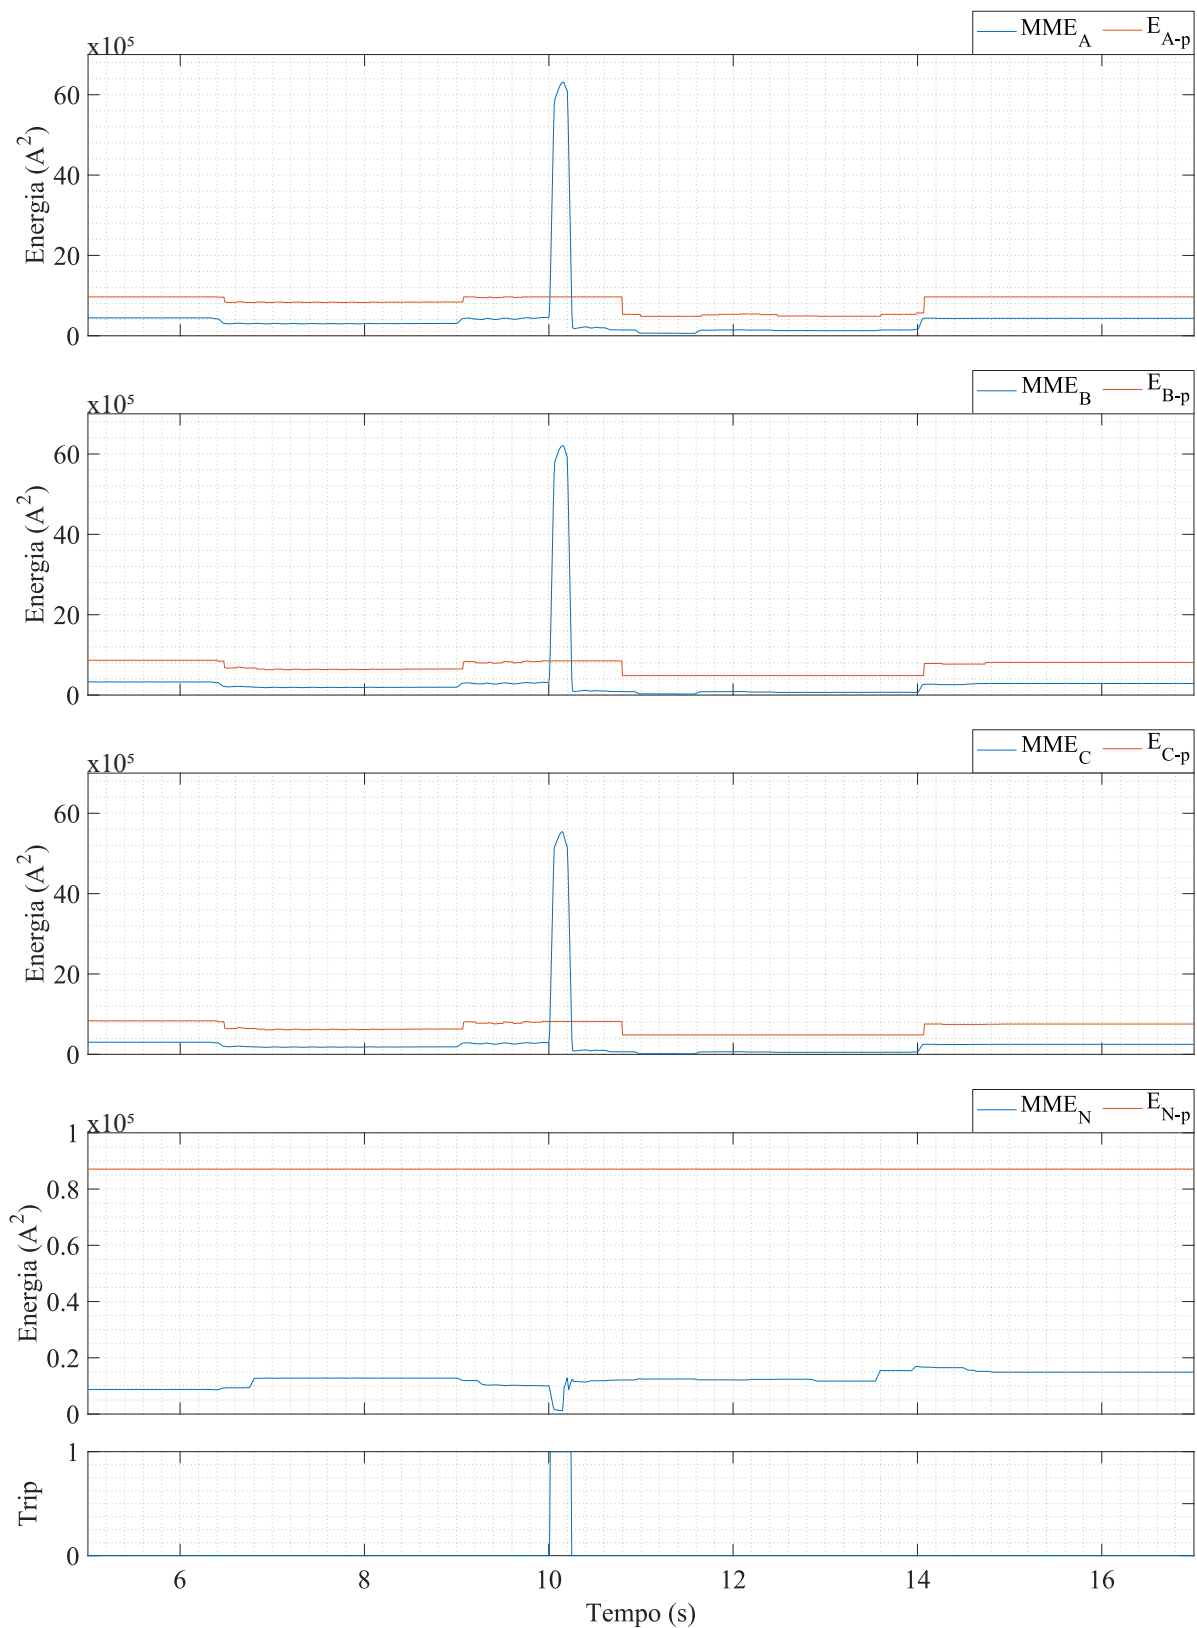 MME_A E_A-p
x10⁵
60
40
20
0
Energia (A²)
MME_B E_B-p
x10⁵
60
40
20
0
Energia (A²)
MME_C E_C-p
x10⁵
60
40
20
0
Energia (A²)
MME_N E_N-p
x10⁵
1
0.8
0.6
0.4
0.2
0
Energia (A²)
1
0
Trip
6 8 10 12 14 16
Tempo (s)